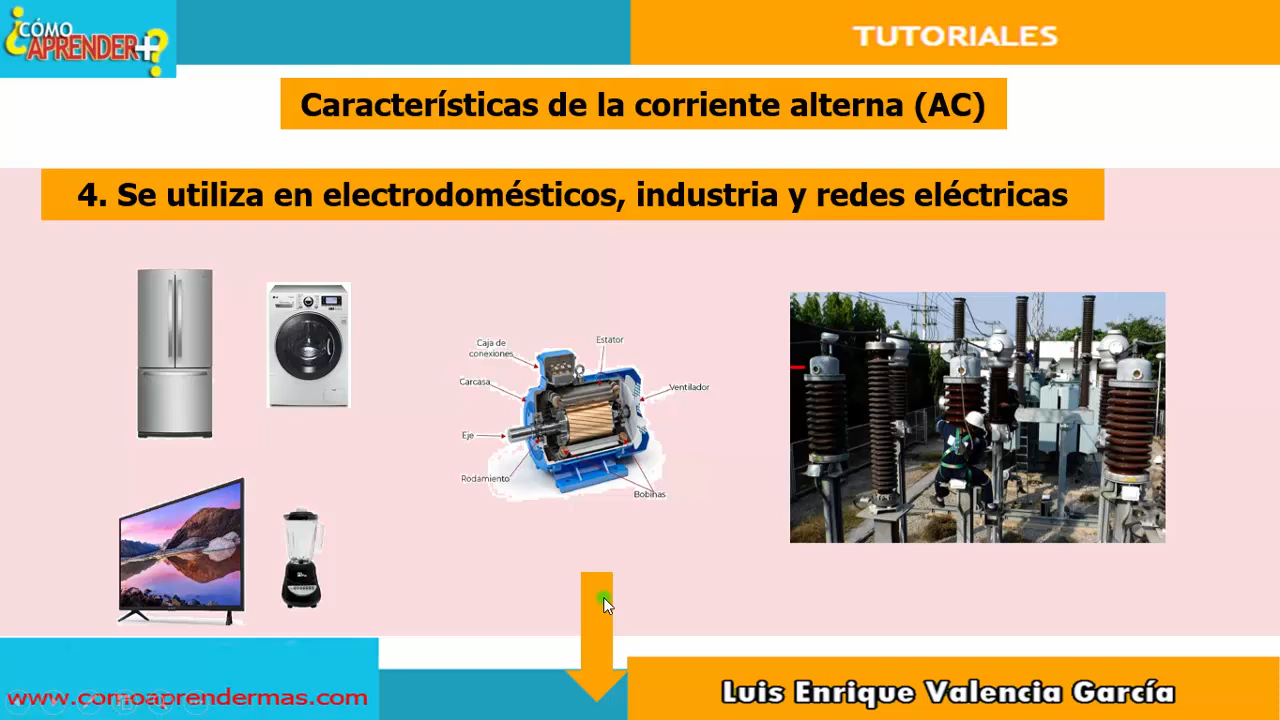 ¿CÓMO
APRENDER+?
TUTORIALES
Características de la corriente alterna (AC)
4. Se utiliza en electrodomésticos, industria y redes eléctricas
Caja de
conexiones
Estator
Carcasa
Ventilador
Eje
Rodamiento
Bobinas
www.comoaprendermas.com
Luis Enrique Valencia García